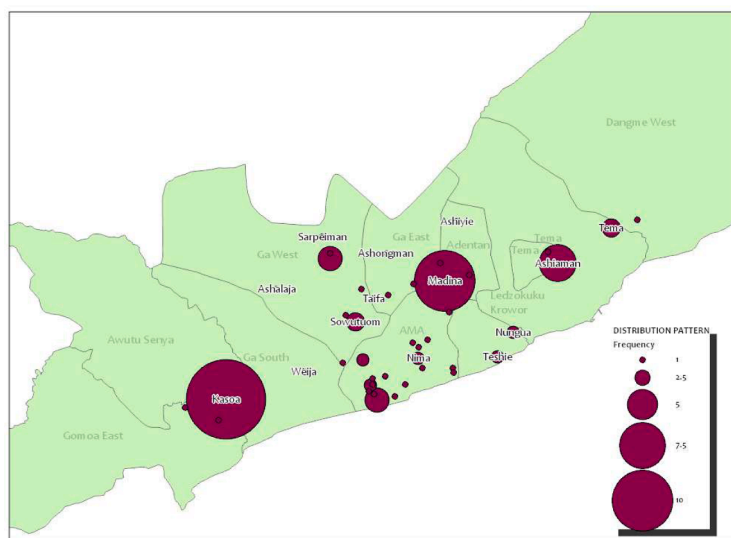 Dangme West
Ashiyie
Ga East
Sarpeiman
Adentan
Tema
Ga West
Ashongman
Tema
Tema
Ashiaman
Madina
Ashalaja
Taifa
Ledzokuku
Krowor
Sowutuom
AMA
Nungua
Awutu Senya
Ga South
Nima
Teshie
Weija
Kasoa
Gomoa East
DISTRIBUTION PATTERN
Frequency
1
2-5
5
7-5
10